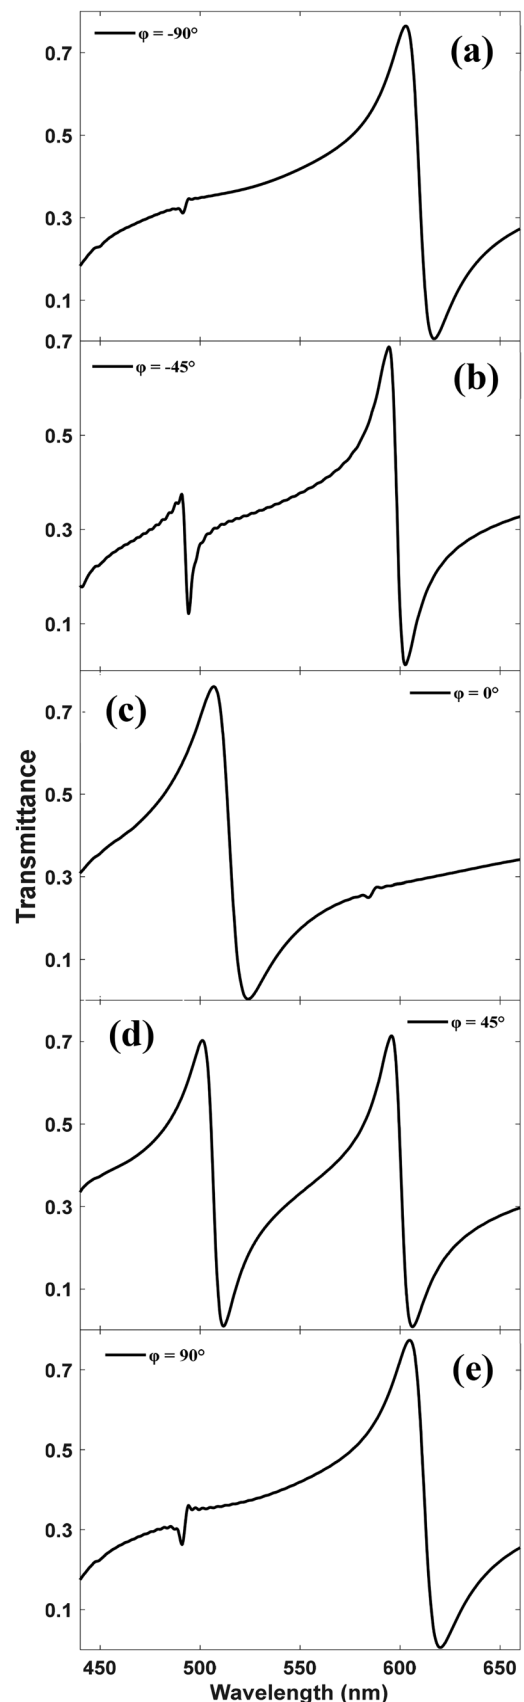 φ = -90°
(a)
0.7
0.5
0.3
0.1
0.7
φ = -45°
(b)
0.5
0.3
0.1
(c)
φ = 0°
0.7
0.5
0.3
0.1
Transmittance
(d)
φ = 45°
0.7
0.5
0.3
0.1
φ = 90°
(e)
0.7
0.5
0.3
0.1
450 500 550 600 650
Wavelength (nm)